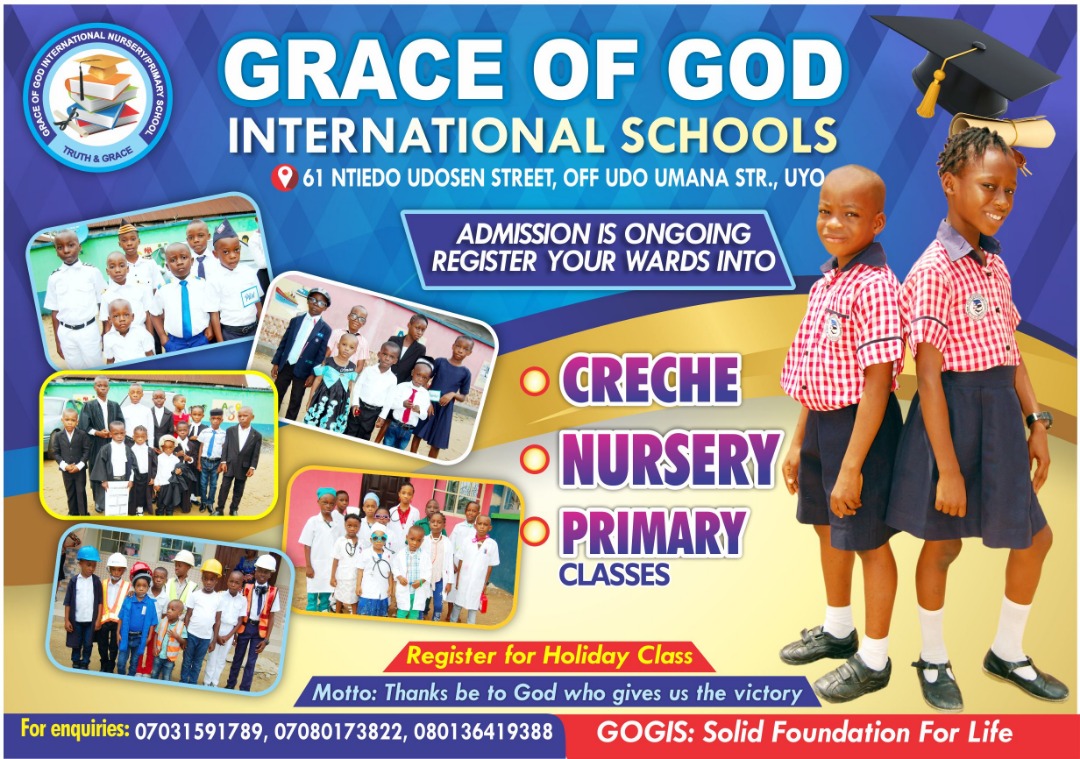 GRACE OF GOD INTERNATIONAL NURSERY/PRIMARY SCHOOL
TRUTH & GRACE
GRACE OF GOD
INTERNATIONAL SCHOOLS
61 NTIEDO UDOSEN STREET, OFF UDO UMANA STR., UYO
ADMISSION IS ONGOING
REGISTER YOUR WARDS INTO
CRECHE
NURSERY
PRIMARY
CLASSES
Register for Holiday Class
Motto: Thanks be to God who gives us the victory
For enquiries: 07031591789, 07080173822, 080136419388
GOGIS: Solid Foundation For Life